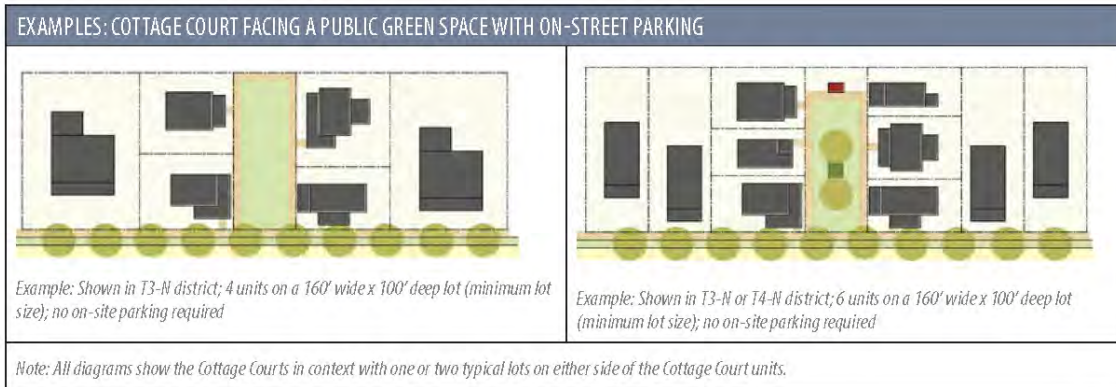 EXAMPLES: COTTAGE COURT FACING A PUBLIC GREEN SPACE WITH ON-STREET PARKING
Example: Shown in T3-N district; 4 units on a 160' wide x 100' deep lot (minimum lot
size); no on-site parking required
Example: Shown in T3-N or T4-N district; 6 units on a 160' wide x 100' deep lot
(minimum lot size); no on-site parking required
Note: All diagrams show the Cottage Courts in context with one or two typical lots on either side of the Cottage Court units.